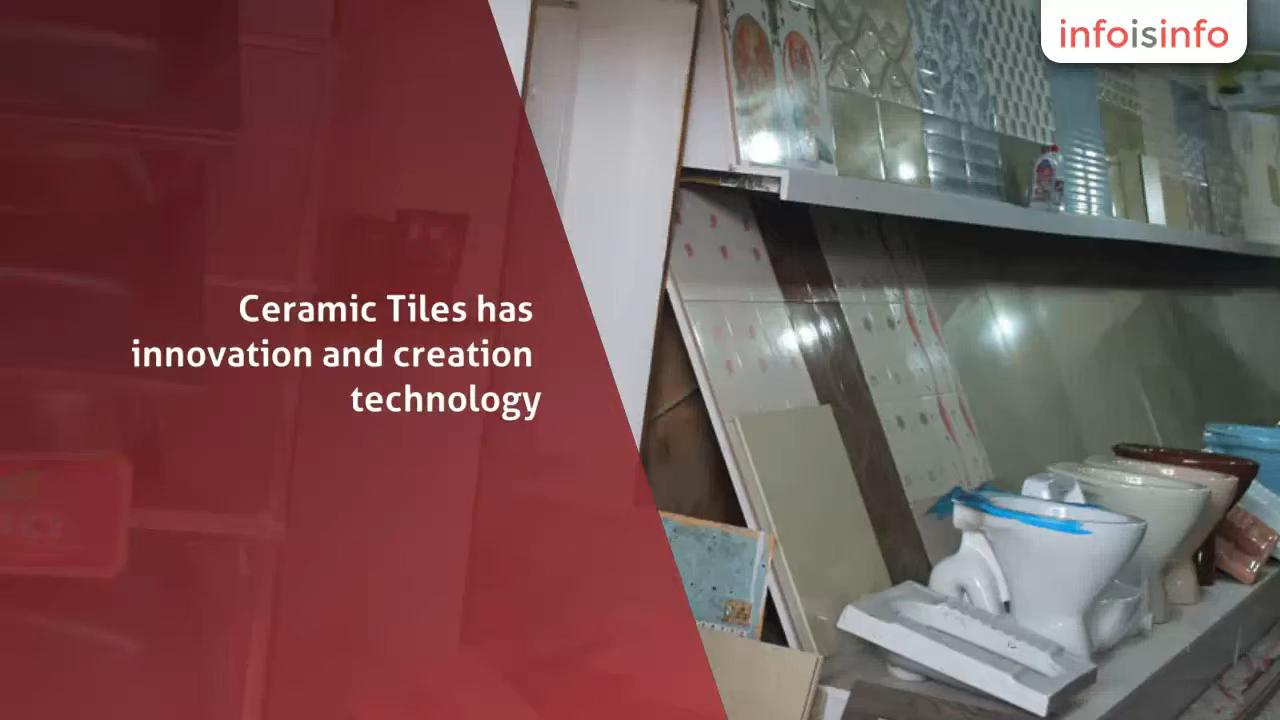 infoisinfo
Ceramic Tiles has
innovation and creation
technology